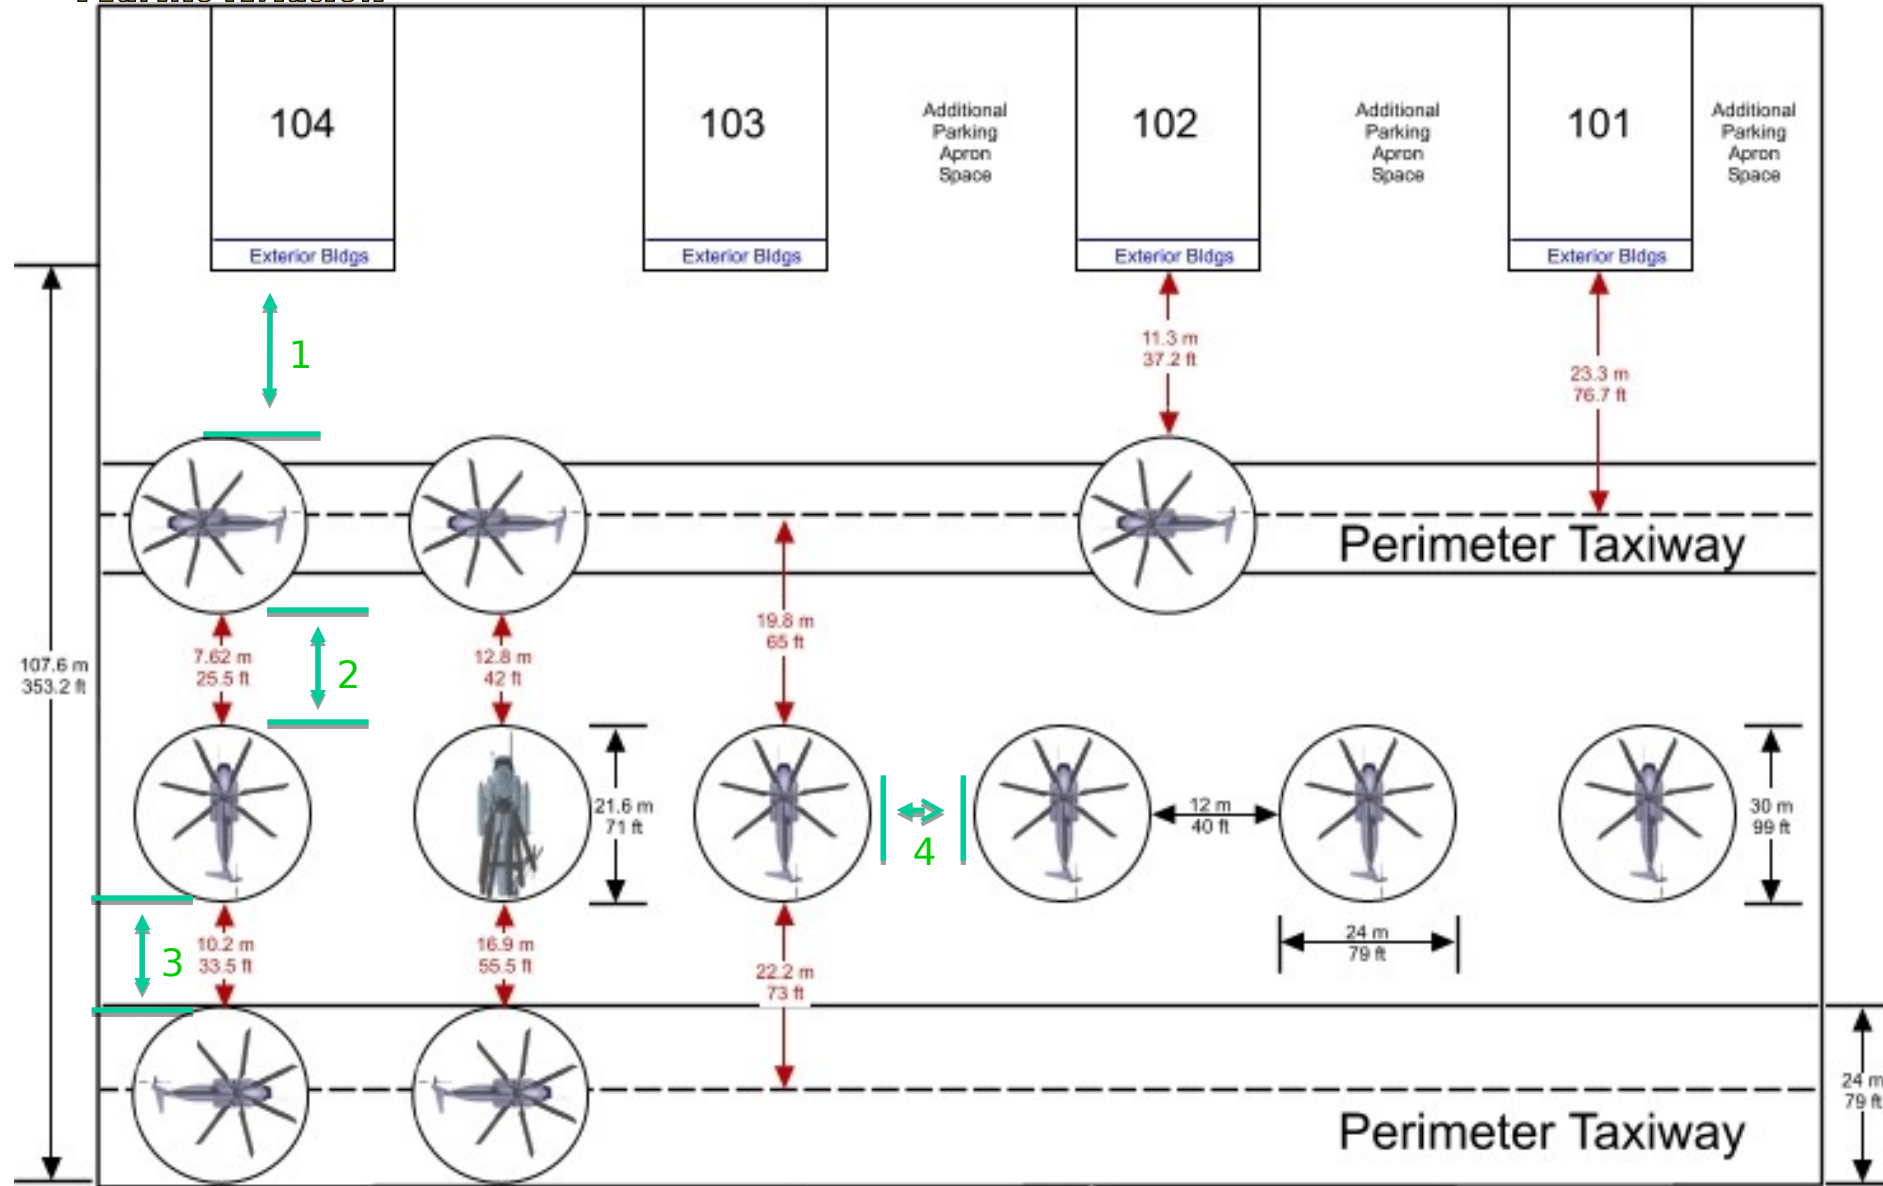 104
103
Additional
Parking
Apron
Space
102
Additional
Parking
Apron
Space
101
Additional
Parking
Apron
Space
Exterior Bldgs
Exterior Bldgs
Exterior Bldgs
Exterior Bldgs
1
11.3 m
37.2 ft
23.3 m
76.7 ft
Perimeter Taxiway
107.6 m
353.2 ft
7.62 m
25.5 ft
2
12.8 m
42 ft
19.8 m
65 ft
21.6 m
71 ft
4
12 m
40 ft
30 m
99 ft
3
10.2 m
33.5 ft
16.9 m
55.5 ft
22.2 m
73 ft
24 m
79 ft
Perimeter Taxiway
24 m
79 ft